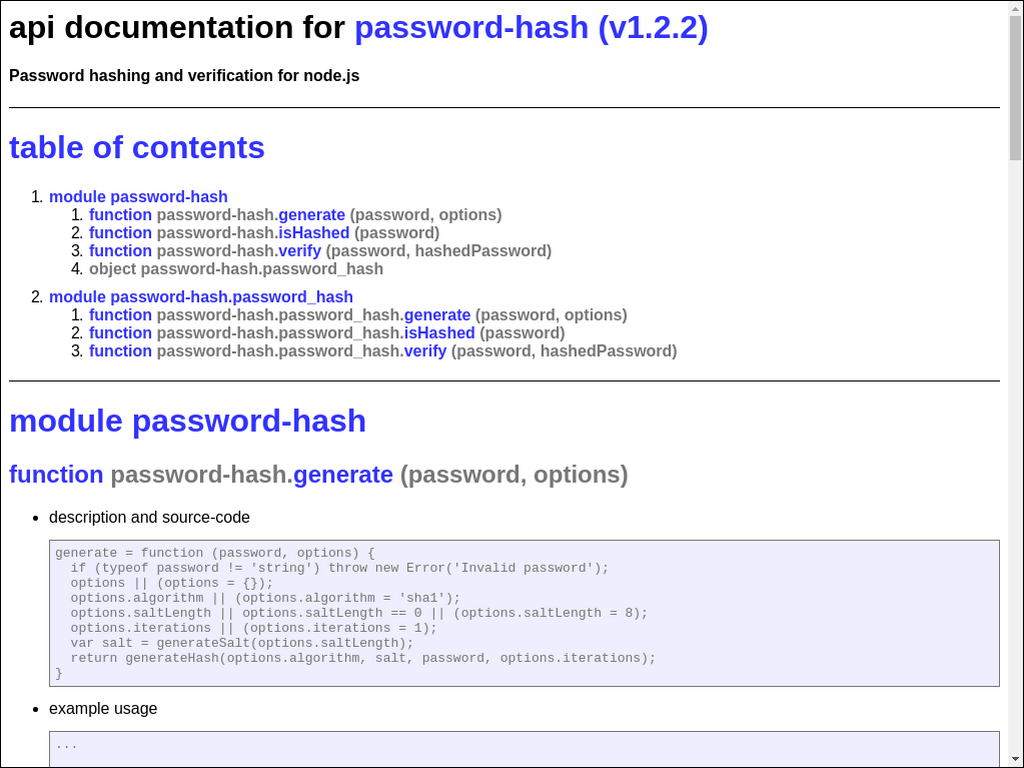 api documentation for password-hash (v1.2.2)
Password hashing and verification for node.js
table of contents
1. module password-hash
1. function password-hash.generate (password, options)
2. function password-hash.isHashed (password)
3. function password-hash.verify (password, hashedPassword)
4. object password-hash.password_hash
2. module password-hash.password_hash
1. function password-hash.password_hash.generate (password, options)
2. function password-hash.password_hash.isHashed (password)
3. function password-hash.password_hash.verify (password, hashedPassword)
module password-hash
function password-hash.generate (password, options)
• description and source-code
generate = function (password, options) {
  if (typeof password != 'string') throw new Error('Invalid password');
  options || (options = {});
  options.algorithm || (options.algorithm = 'sha1');
  options.saltLength || options.saltLength == 0 || (options.saltLength = 8);
  options.iterations || (options.iterations = 1);
  var salt = generateSalt(options.saltLength);
  return generateHash(options.algorithm, salt, password, options.iterations);
}
• example usage
...